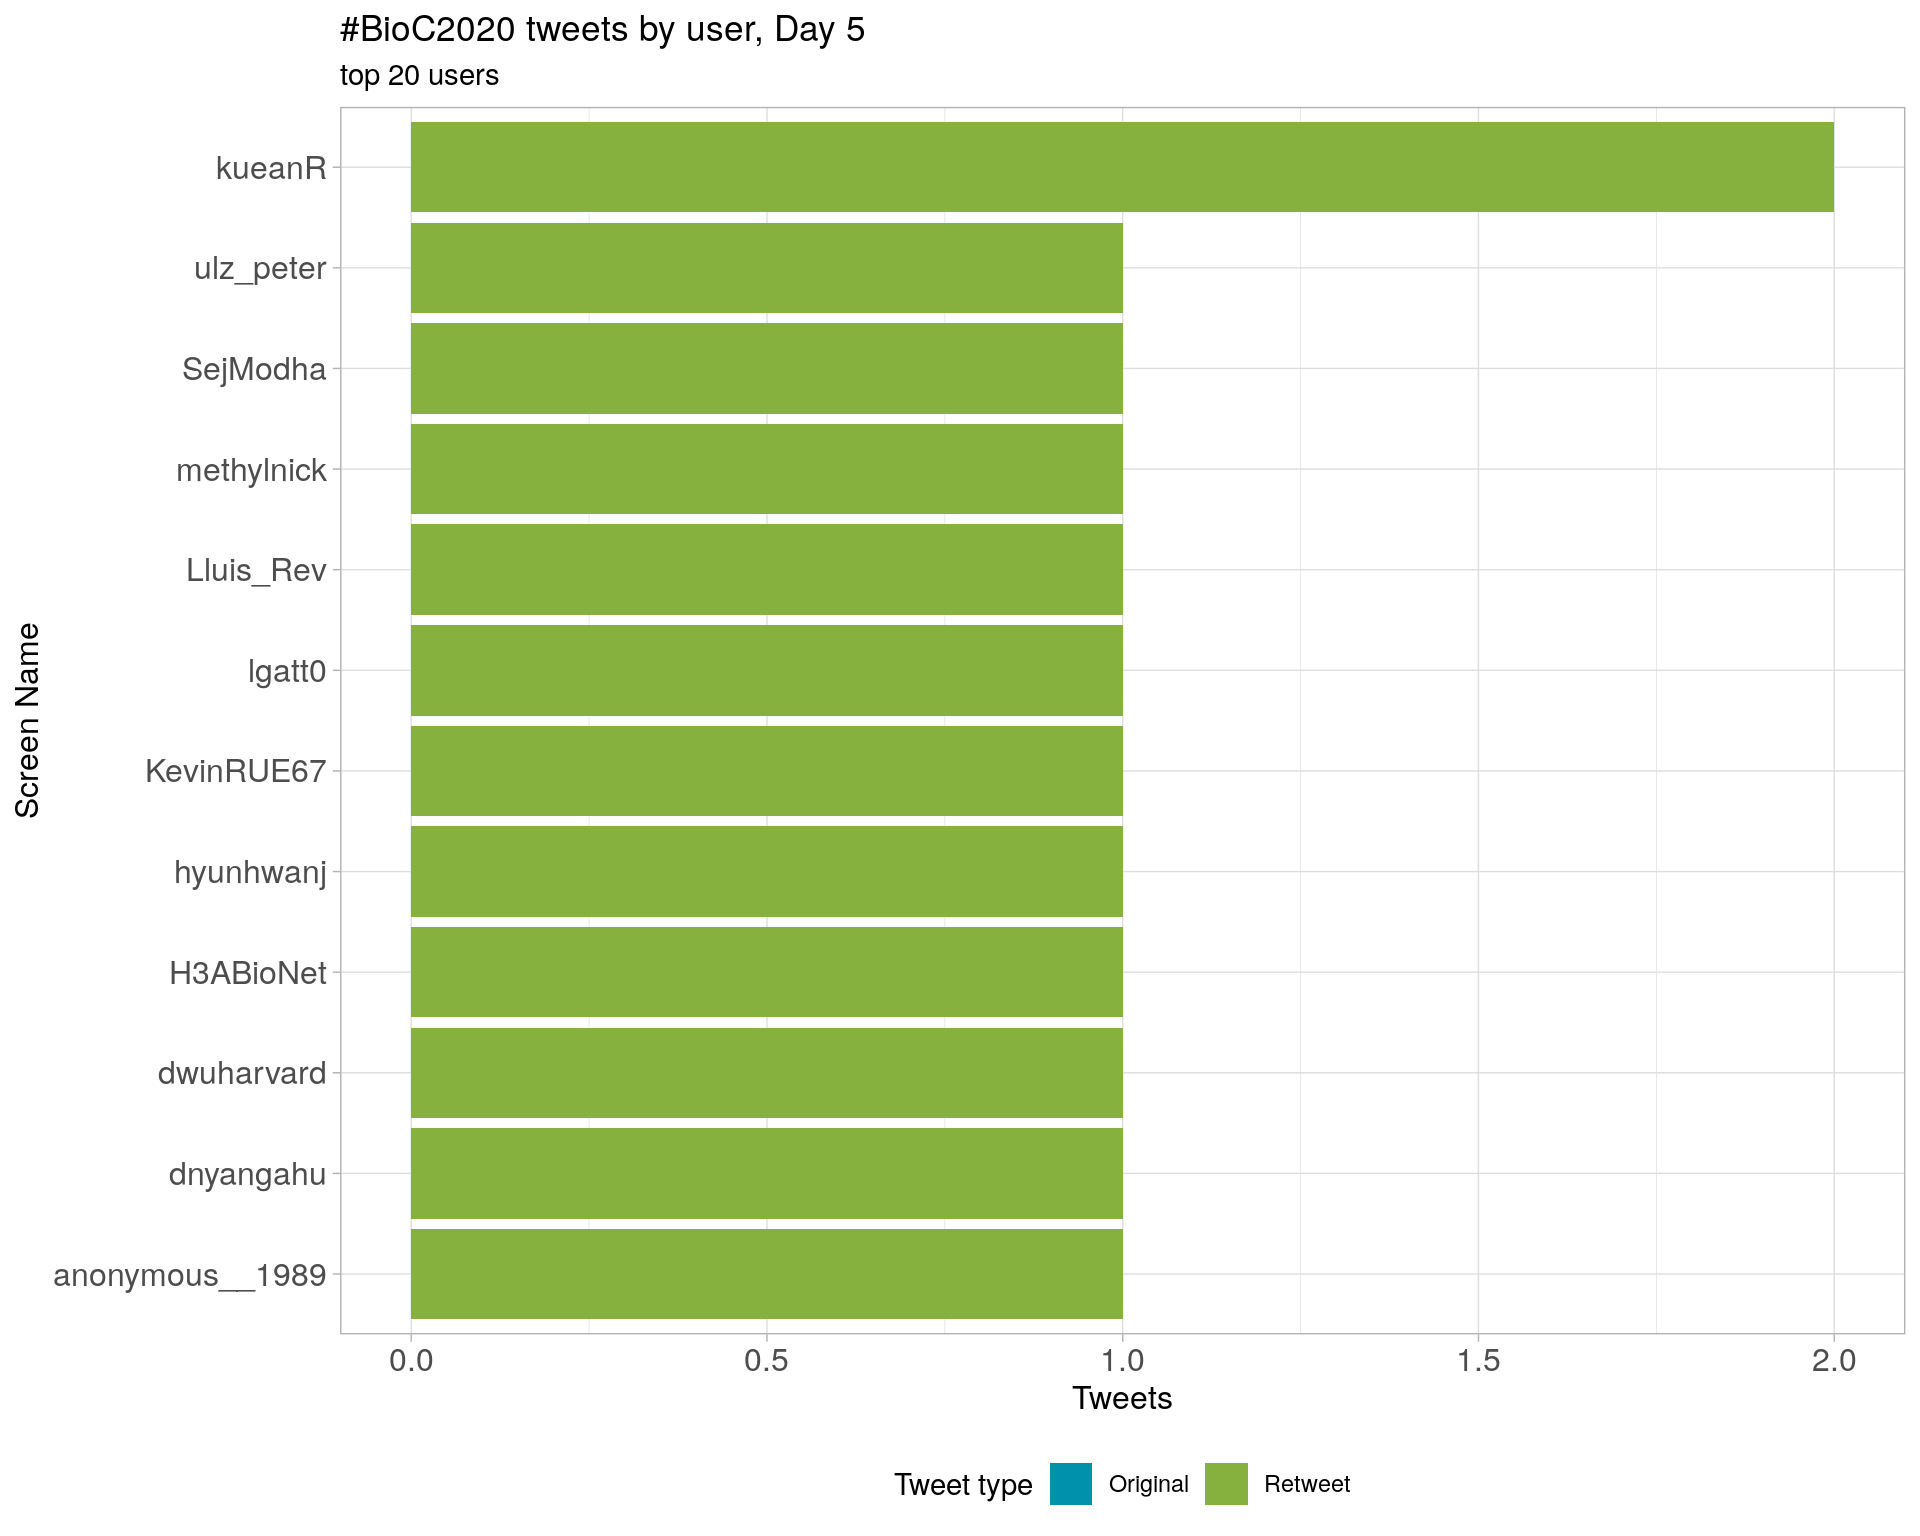 #BioC2020 tweets by user, Day 5
top 20 users
Screen Name
kueanR
ulz_peter
SejModha
methylnick
Lluis_Rev
lgatt0
KevinRUE67
hyunhwanj
H3ABioNet
dwuharvard
dnyangahu
anonymous__1989
0.0 0.5 1.0 1.5 2.0
Tweets
Tweet type Original Retweet